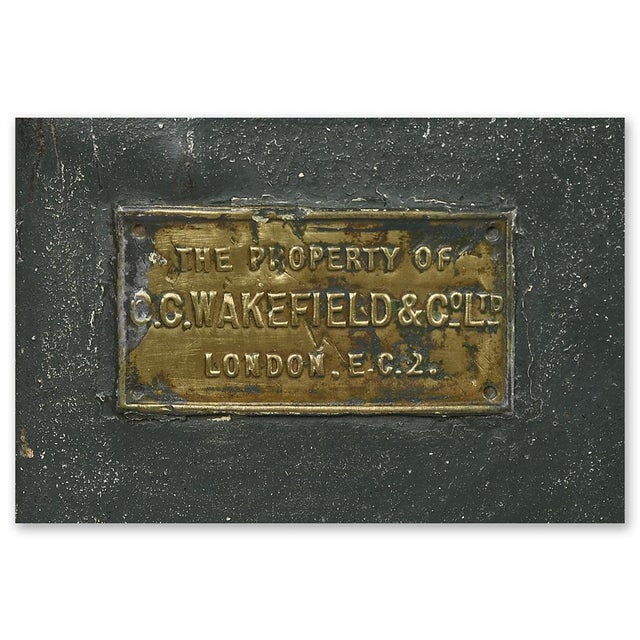 THE PROPERTY OF
C.C.WAKEFIELD & Co LTD
LONDON. E.C.2.